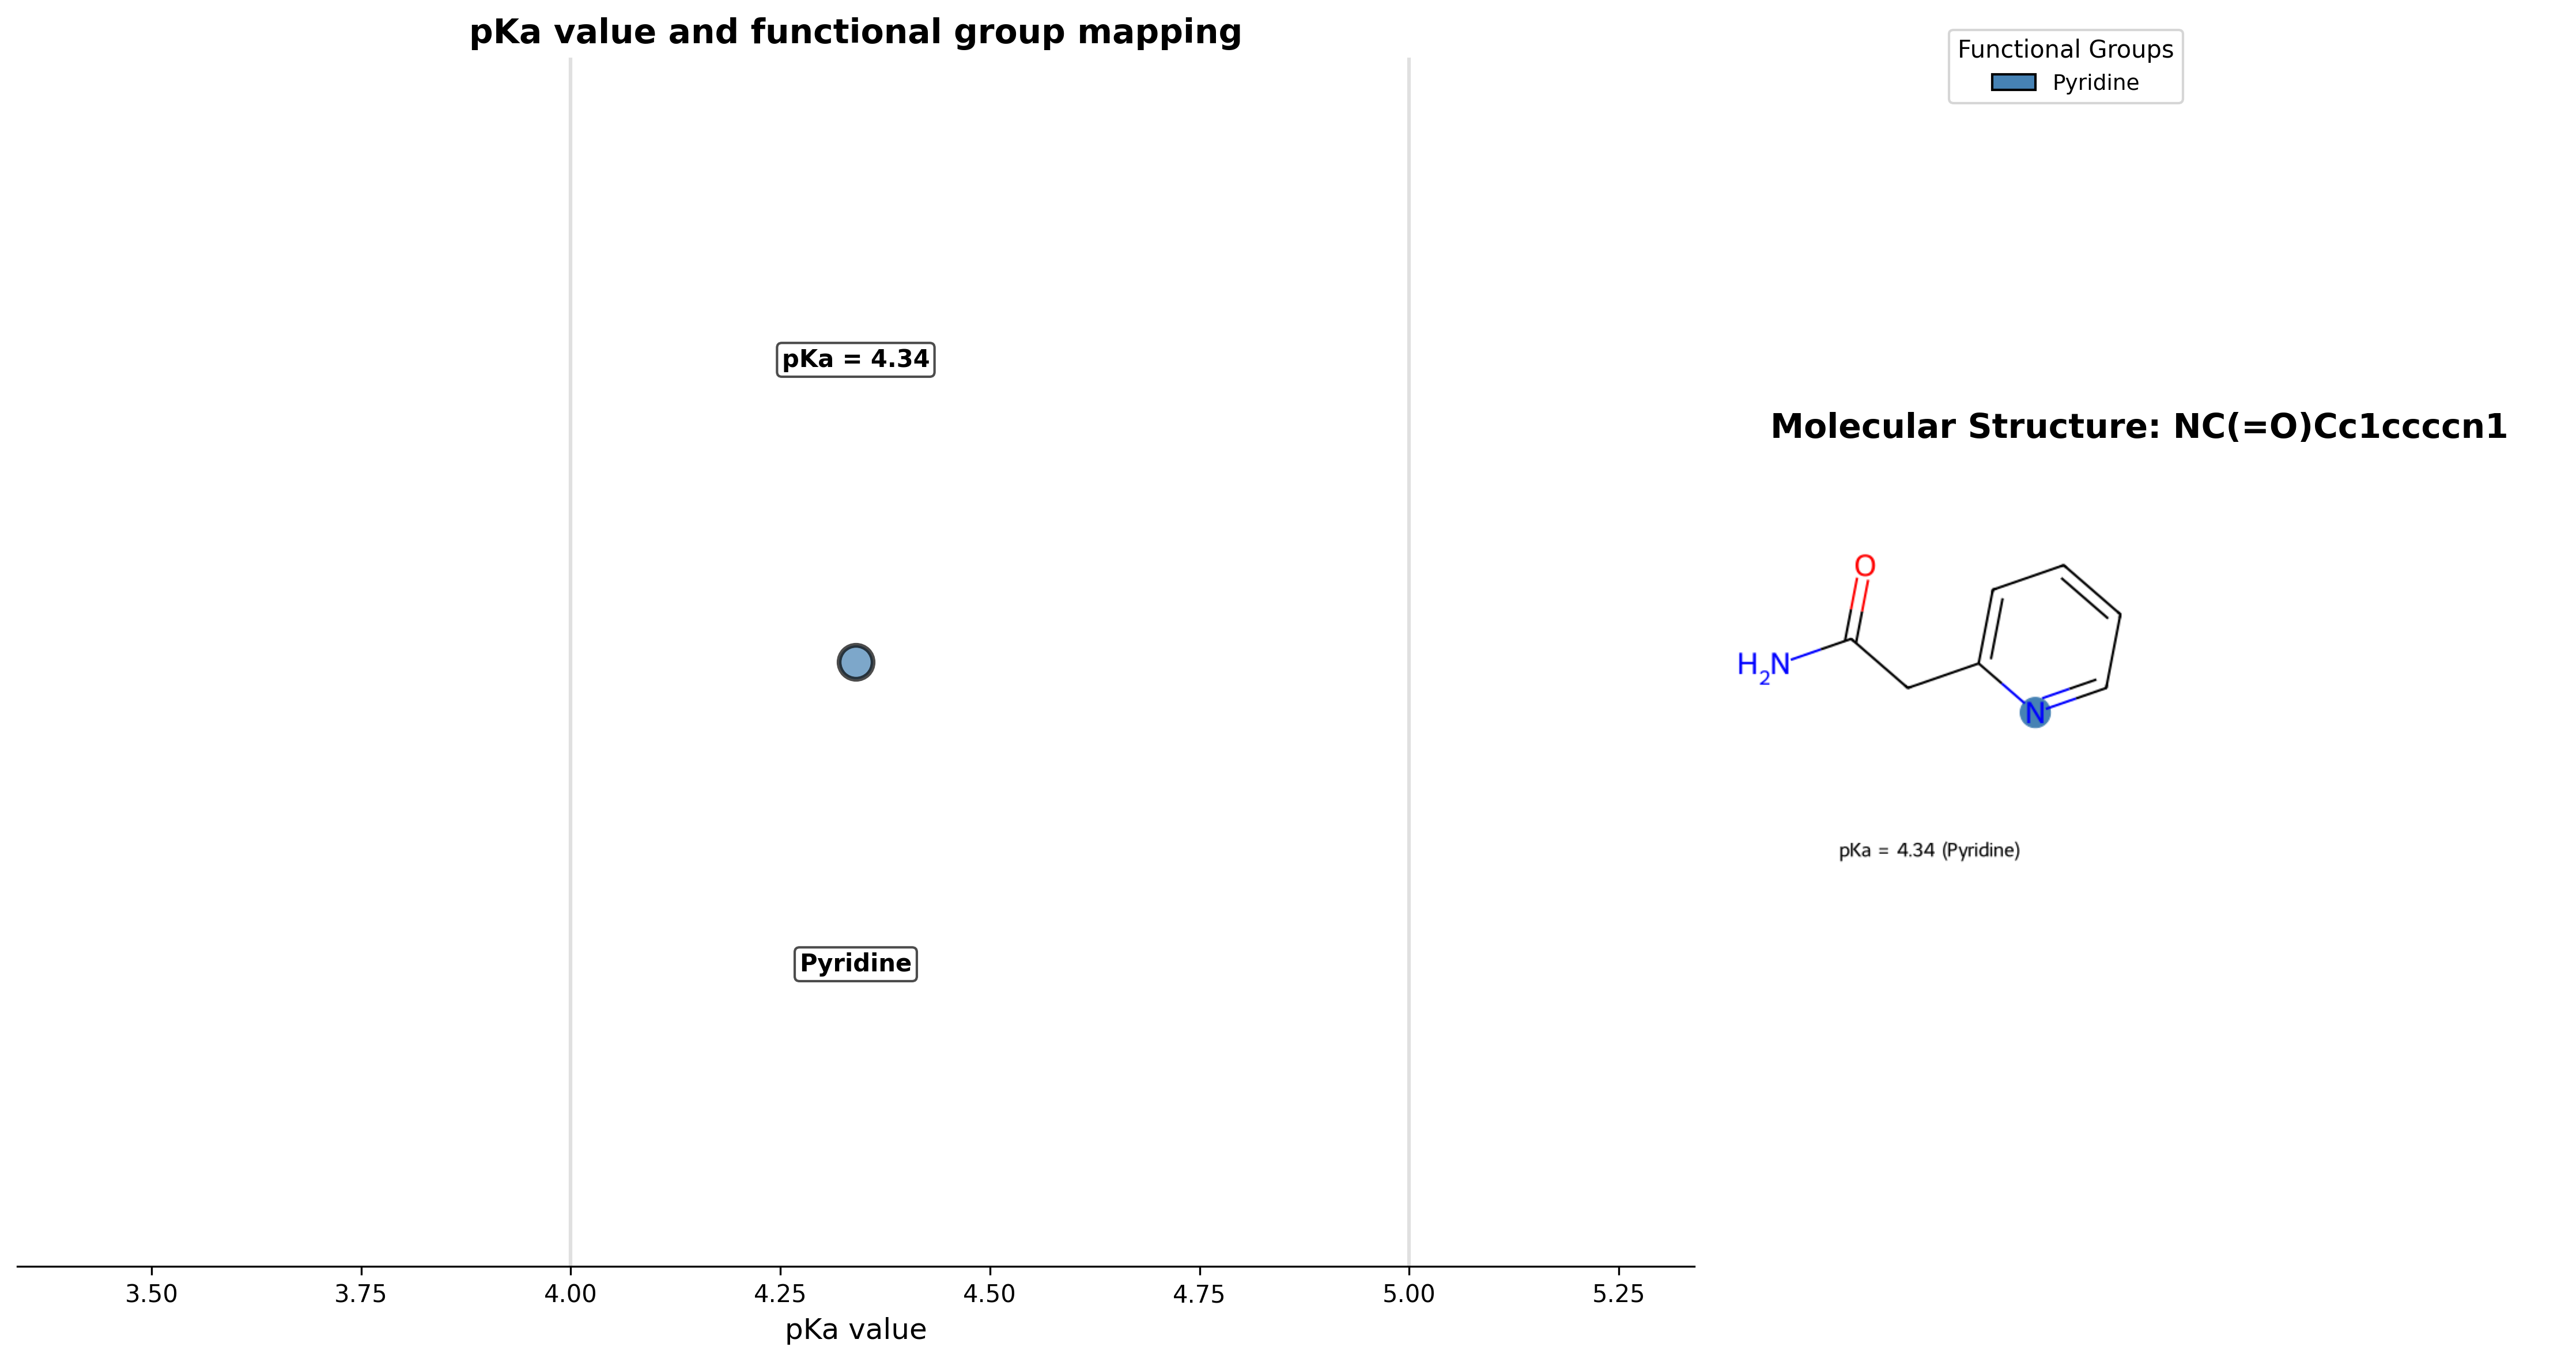 pKa value and functional group mapping
pKa = 4.34
Pyridine
3.50 3.75 4.00 4.25 4.50 4.75 5.00 5.25
pKa value
Functional Groups
Pyridine
Molecular Structure: NC(=O)Cc1ccccn1
O
H2N
N
pKa = 4.34 (Pyridine)